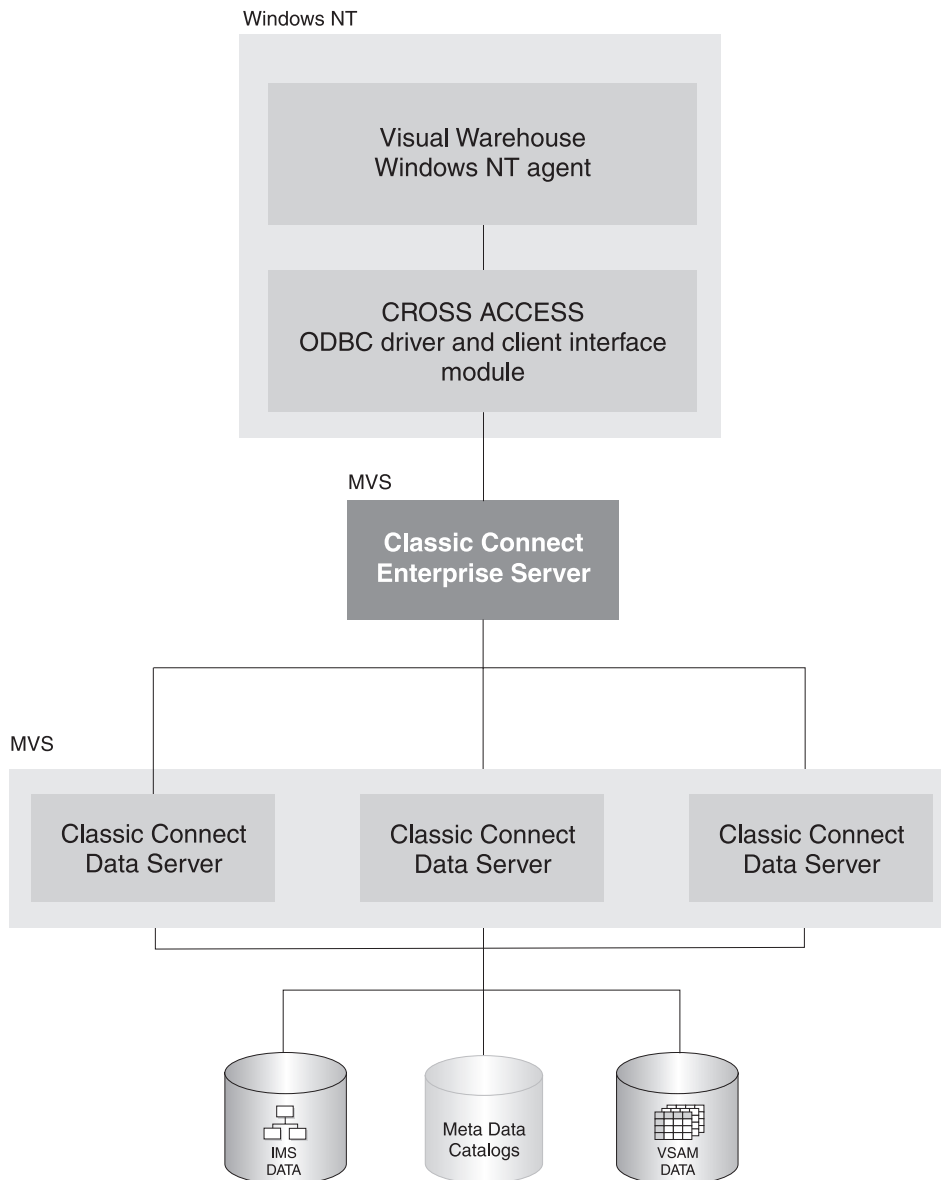 Windows NT
Visual Warehouse
Windows NT agent
CROSS ACCESS
ODBC driver and client interface
module
MVS
Classic Connect
Enterprise Server
MVS
Classic Connect
Data Server
Classic Connect
Data Server
Classic Connect
Data Server
IMS
DATA
Meta Data
Catalogs
VSAM
DATA